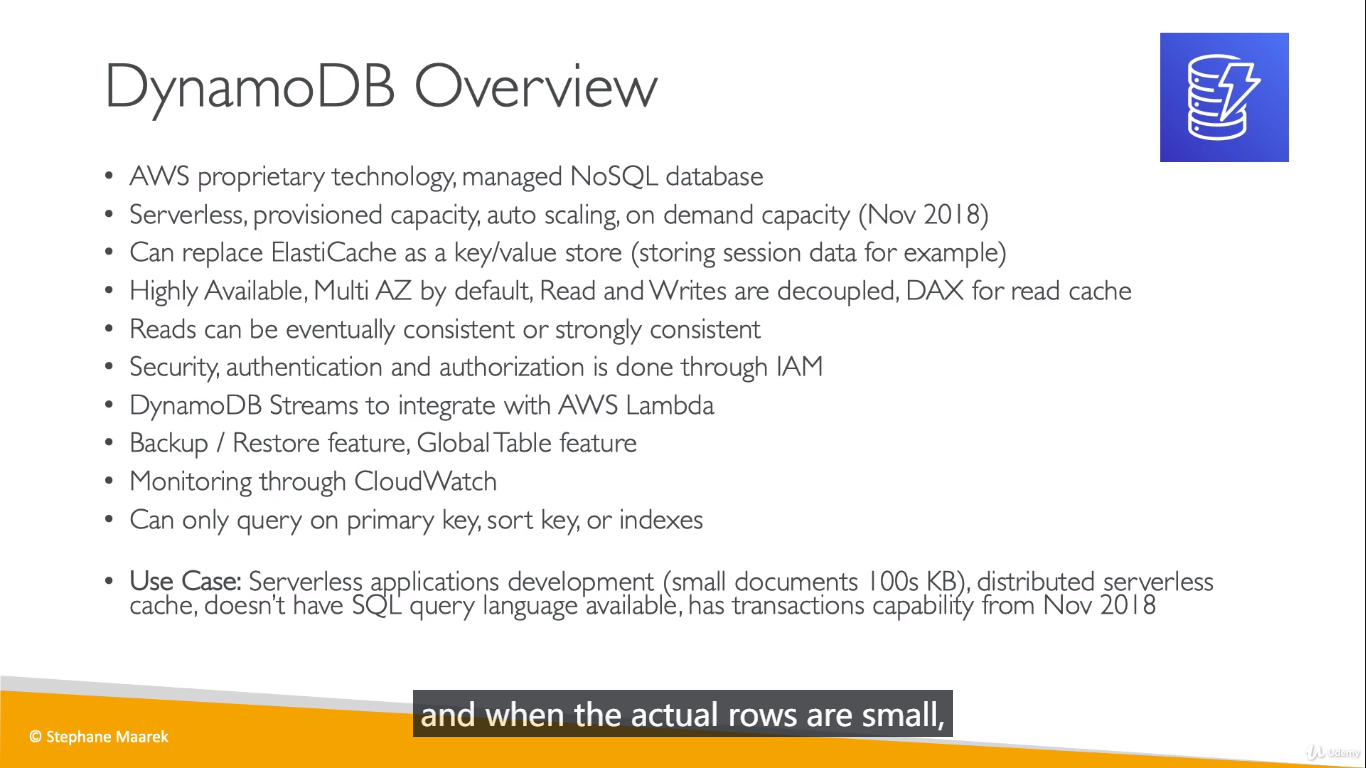 DynamoDB Overview
• AWS proprietary technology, managed NoSQL database
• Serverless, provisioned capacity, auto scaling, on demand capacity (Nov 2018)
• Can replace ElastiCache as a key/value store (storing session data for example)
• Highly Available, Multi AZ by default, Read and Writes are decoupled, DAX for read cache
• Reads can be eventually consistent or strongly consistent
• Security, authentication and authorization is done through IAM
• DynamoDB Streams to integrate with AWS Lambda
• Backup / Restore feature, Global Table feature
• Monitoring through CloudWatch
• Can only query on primary key, sort key, or indexes
• Use Case: Serverless applications development (small documents 100s KB), distributed serverless
cache, doesn't have SQL query language available, has transactions capability from Nov 2018
and when the actual rows are small,
© Stephane Maarek
Udemy